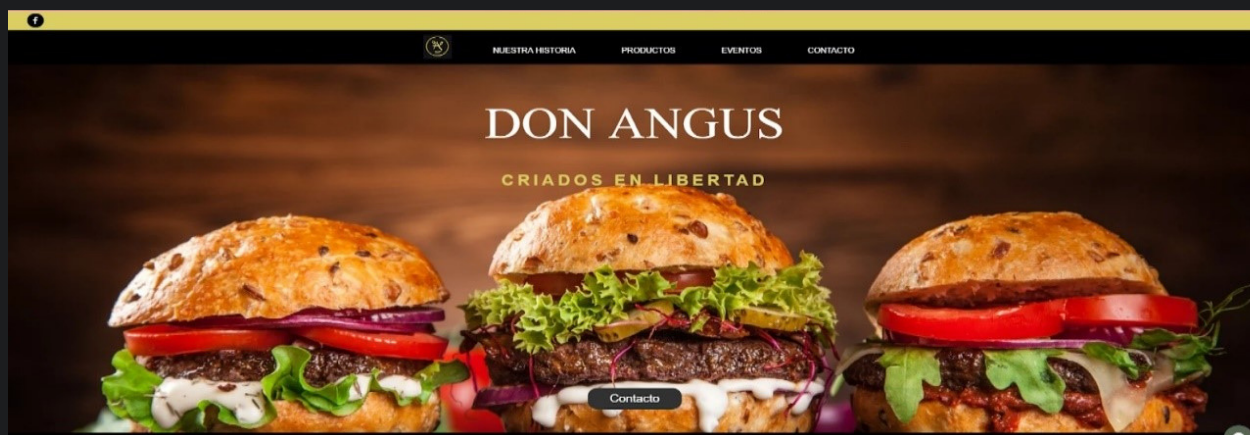 NUESTRA HISTORIA PRODUCTOS EVENTOS CONTACTO
DON ANGUS
CRIADOS EN LIBERTAD
Contacto